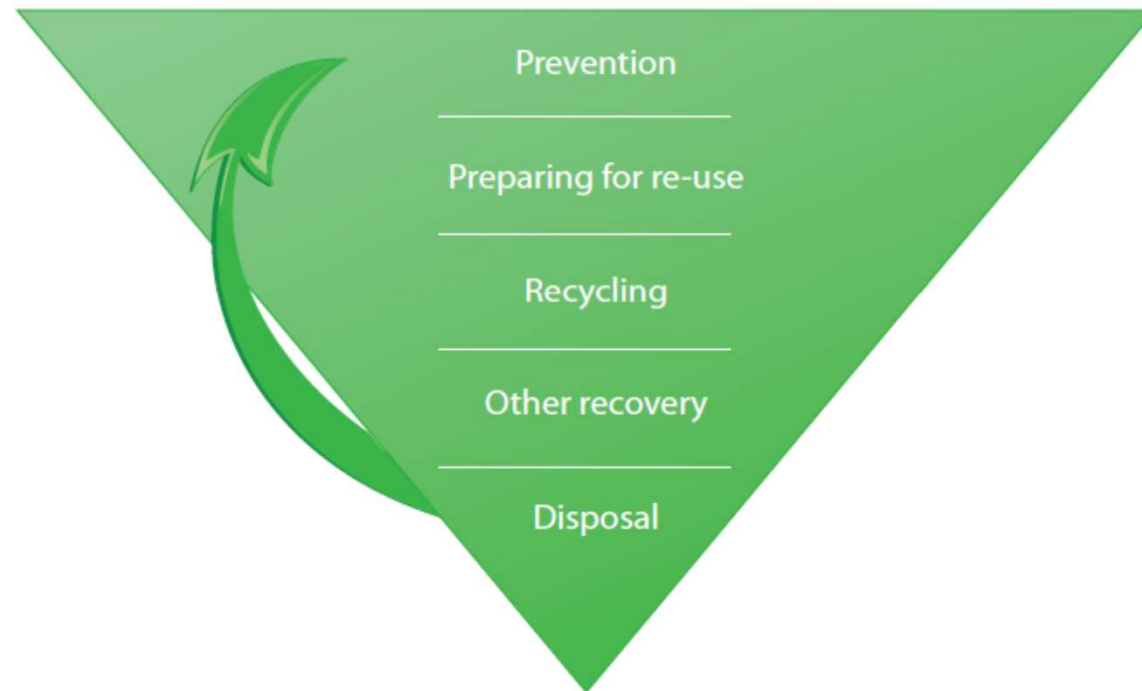 Prevention
Preparing for re-use
Recycling
Other recovery
Disposal